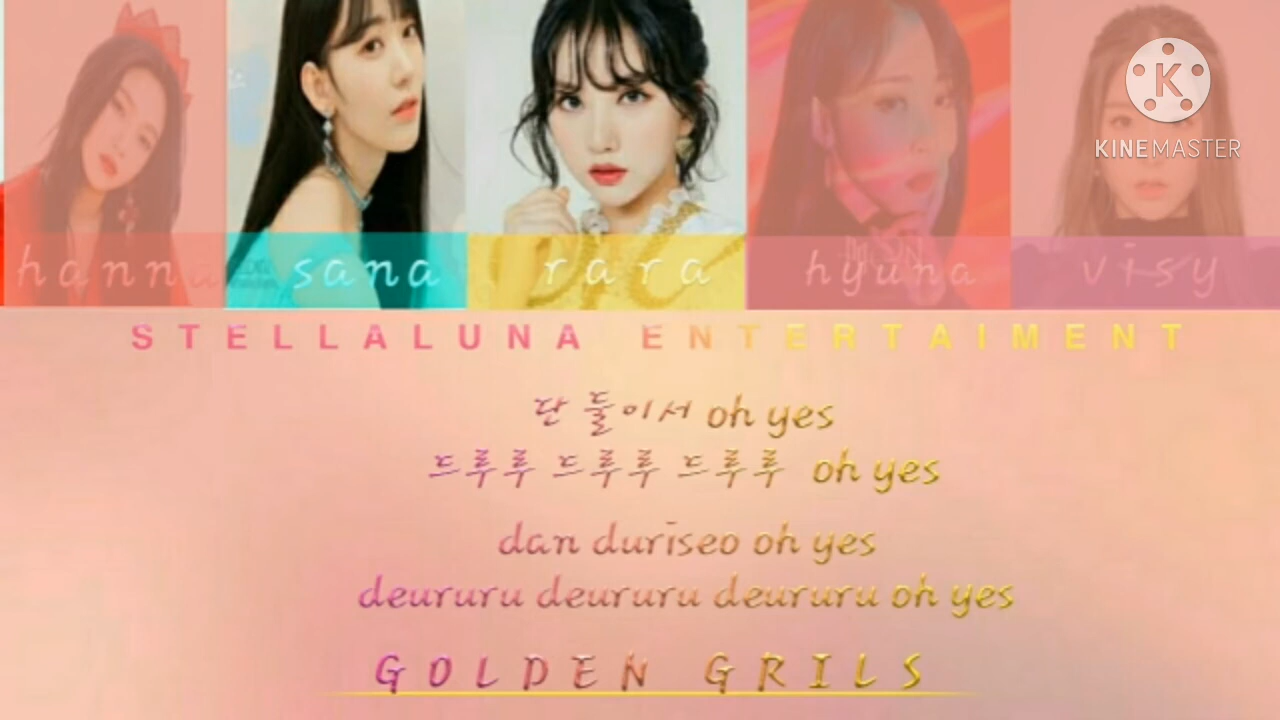 K
KINEMASTER
hanna sana rara hyuna visy
STELLALUNA ENTERTAIMENT
단 둘이서 oh yes
드루루 드루루 드루루 oh yes
dan duriseo oh yes
deururu deururu deururu oh yes
GOLDEN GRILS